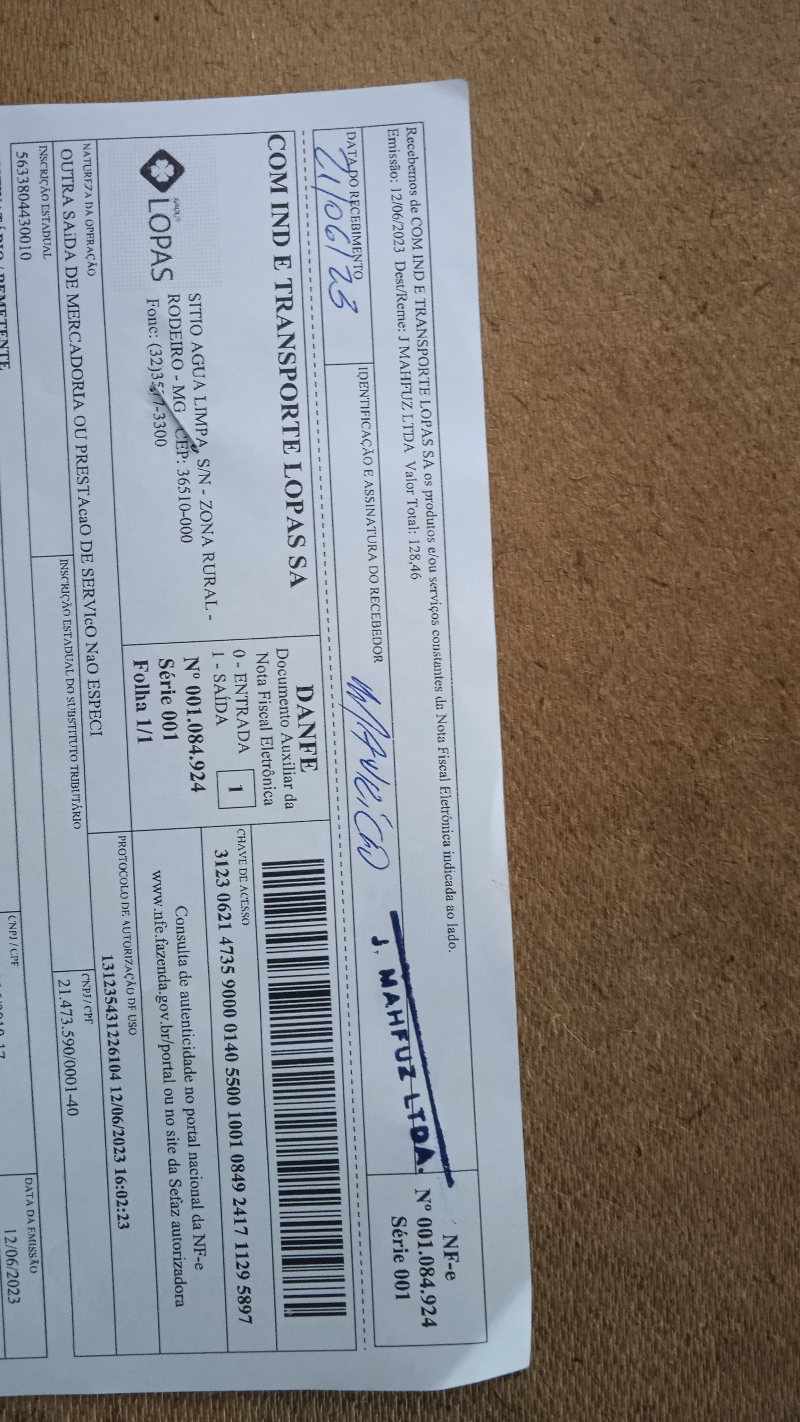 Recebemos de COM IND E TRANSPORTE LOPAS SA os produtos e/ou serviços constantes da Nota Fiscal Eletrônica indicada ao lado.
Emissão: 12/06/2023 Dest/Reme: J MAHFUZ LTDA Valor Total: 128,46
NF-e
Nº 001.084.924
Série 001
DATA DO RECEBIMENTO
21/06/23
IDENTIFICAÇÃO E ASSINATURA DO RECEBEDOR
J. MAHFUZ LTDA.
COM IND E TRANSPORTE LOPAS SA
GRUPO
LOPAS
SITIO AGUA LIMPA, S/N - ZONA RURAL -
RODEIRO - MG CEP: 36510-000
Fone: (32)3577-3300
DANFE
Documento Auxiliar da
Nota Fiscal Eletrônica
0 - ENTRADA
1 - SAÍDA
1
Nº 001.084.924
Série 001
Folha 1/1
CHAVE DE ACESSO
3123 0621 4735 9000 0140 5500 1001 0849 2417 1129 5897
Consulta de autenticidade no portal nacional da NF-e
www.nfe.fazenda.gov.br/portal ou no site da Sefaz autorizadora
NATUREZA DA OPERAÇÃO
OUTRA SAíDA DE MERCADORIA OU PRESTAcaO DE SERVIcO NaO ESPECI
PROTOCOLO DE AUTORIZAÇÃO DE USO
131235431226104 12/06/2023 16:02:23
INSCRIÇÃO ESTADUAL
5633804430010
INSCRIÇÃO ESTADUAL DO SUBSTITUTO TRIBUTÁRIO
CNPJ / CPF
21.473.590/0001-40
REMETENTE
CNPJ / CPF
DATA DA EMISSÃO
12/06/2023